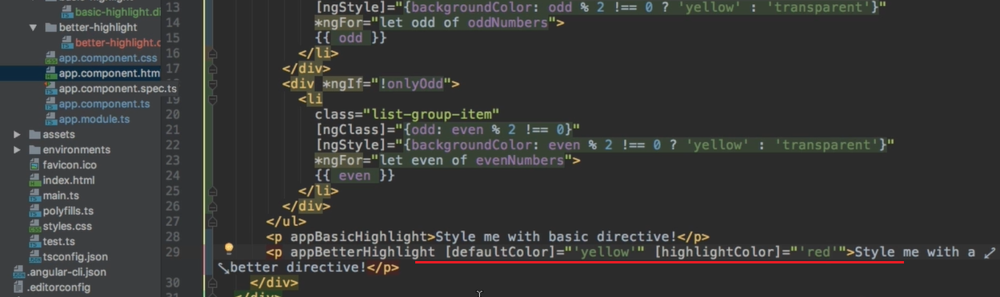 basic-highlight
basic-highlight.di
better-highlight
better-highlight.c
app.component.css
app.component.htm
app.component.spec.ts
app.component.ts
app.module.ts
assets
environments
favicon.ico
index.html
main.ts
polyfills.ts
styles.css
test.ts
tsconfig.json
.angular-cli.json
.editorconfig
13 [ngStyle]="{backgroundColor: odd % 2 !== 0 ? 'yellow' : 'transparent'}"
14 *ngFor="let odd of oddNumbers">
15 {{ odd }}
16 </li>
17 </div>
18 <div *ngIf="!onlyOdd">
19 <li
20 class="list-group-item"
21 [ngClass]="{odd: even % 2 !== 0}"
22 [ngStyle]="{backgroundColor: even % 2 !== 0 ? 'yellow' : 'transparent'}"
23 *ngFor="let even of evenNumbers">
24 {{ even }}
25 </li>
26 </div>
27 </ul>
28 <p appBasicHighlight>Style me with basic directive!</p>
29 <p appBetterHighlight [defaultColor]="'yellow'" [highlightColor]="'red'">Style me with a
better directive!</p>
30 </div>
31 </div>